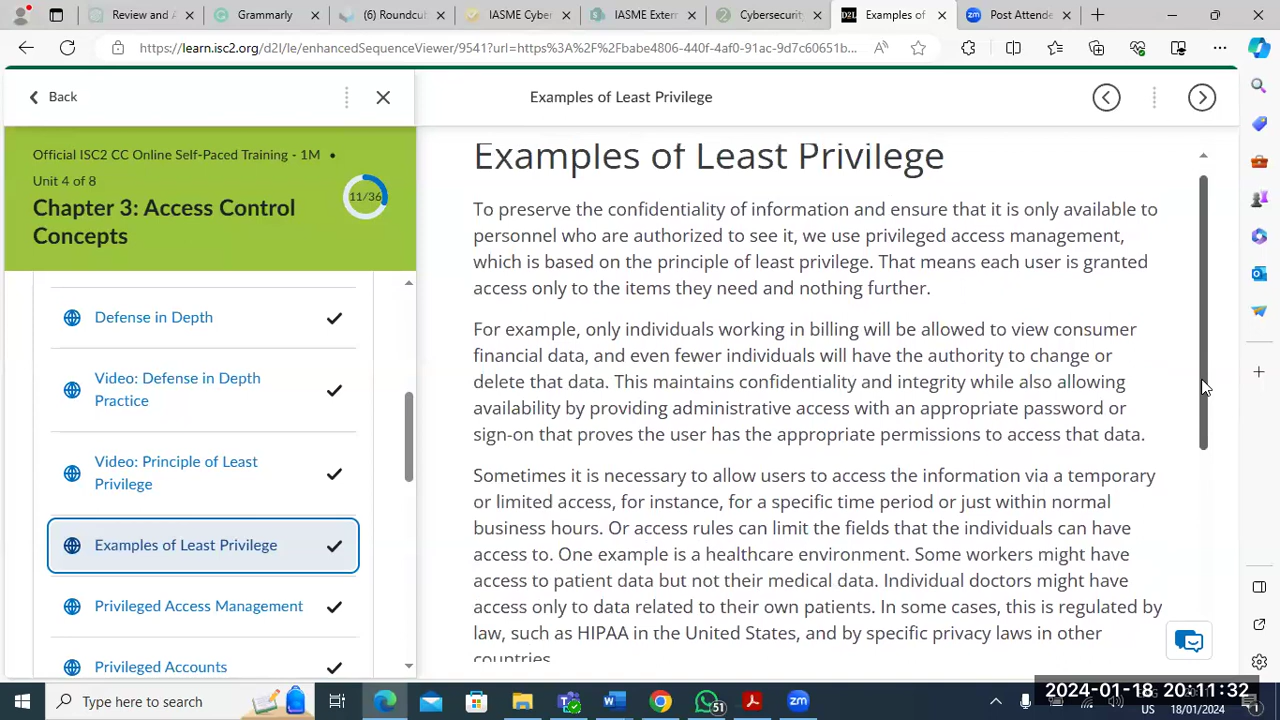 Review and A
Grammarly
(6) Roundcu
IASME Cyber
IASME Extern
Cybersecurity
D2L
Examples of
Post Attende
https://learn.isc2.org/d2l/le/enhancedSequenceViewer/9541?url=https%3A%2F%2Fbabe4806-440f-4af0-91ac-9d7c60651b...
Back
Official ISC2 CC Online Self-Paced Training - 1M •
Unit 4 of 8
Chapter 3: Access Control
Concepts
11/36
Defense in Depth
Video: Defense in Depth
Practice
Video: Principle of Least
Privilege
Examples of Least Privilege
Privileged Access Management
Privileged Accounts
Examples of Least Privilege
Examples of Least Privilege
To preserve the confidentiality of information and ensure that it is only available to
personnel who are authorized to see it, we use privileged access management,
which is based on the principle of least privilege. That means each user is granted
access only to the items they need and nothing further.
For example, only individuals working in billing will be allowed to view consumer
financial data, and even fewer individuals will have the authority to change or
delete that data. This maintains confidentiality and integrity while also allowing
availability by providing administrative access with an appropriate password or
sign-on that proves the user has the appropriate permissions to access that data.
Sometimes it is necessary to allow users to access the information via a temporary
or limited access, for instance, for a specific time period or just within normal
business hours. Or access rules can limit the fields that the individuals can have
access to. One example is a healthcare environment. Some workers might have
access to patient data but not their medical data. Individual doctors might have
access only to data related to their own patients. In some cases, this is regulated by
law, such as HIPAA in the United States, and by specific privacy laws in other
countries.
Type here to search
51
2024-01-18 20:11:32
US
18/01/2024